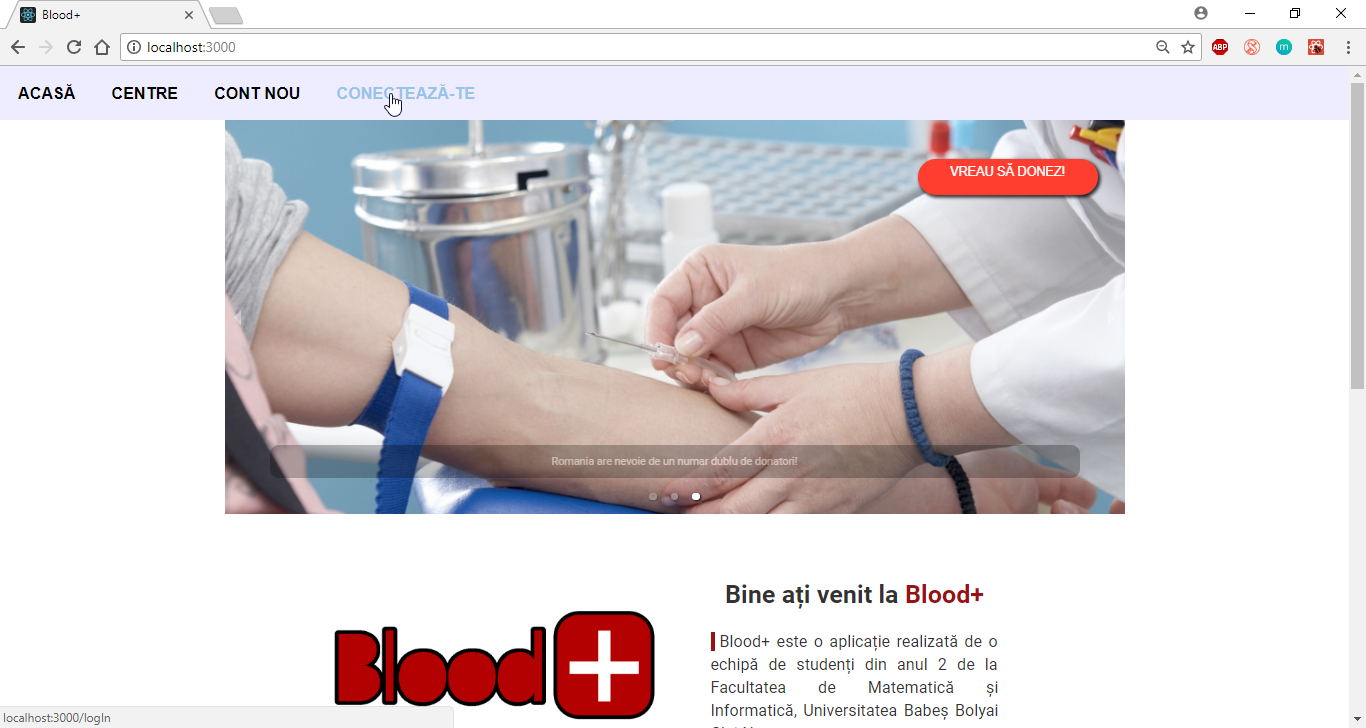 Blood+
localhost:3000
ABP
m
ACASĂ
CENTRE
CONT NOU
CONECTEAZĂ-TE
VREAU SĂ DONEZ!
Romania are nevoie de un numar dublu de donatori!
Blood+
Bine ați venit la Blood+
Blood+ este o aplicație realizată de o
echipă de studenți din anul 2 de la
Facultatea de Matematică și
Informatică, Universitatea Babeș Bolyai
localhost:3000/logIn